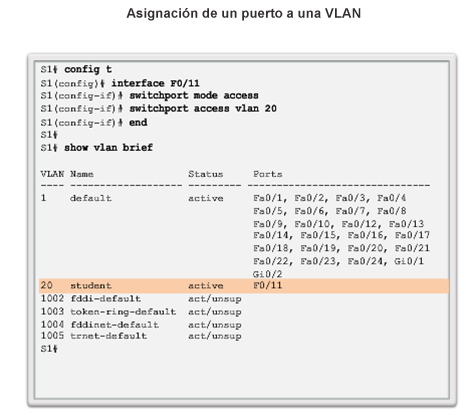 Asignación de un puerto a una VLAN
S1# config t
S1(config)# interface F0/11
S1(config-if)# switchport mode access
S1(config-if)# switchport access vlan 20
S1(config-if)# end
S1#
S1# show vlan brief
VLAN Name Status Ports
---- -------------------- --------- -------------------------------
1 default active Fa0/1, Fa0/2, Fa0/3, Fa0/4
Fa0/5, Fa0/6, Fa0/7, Fa0/8
Fa0/9, Fa0/10, Fa0/12, Fa0/13
Fa0/14, Fa0/15, Fa0/16, Fa0/17
Fa0/18, Fa0/19, Fa0/20, Fa0/21
Fa0/22, Fa0/23, Fa0/24, Gi0/1
Gi0/2
20 student active F0/11
1002 fddi-default act/unsup
1003 token-ring-default act/unsup
1004 fddinet-default act/unsup
1005 trnet-default act/unsup
S1#